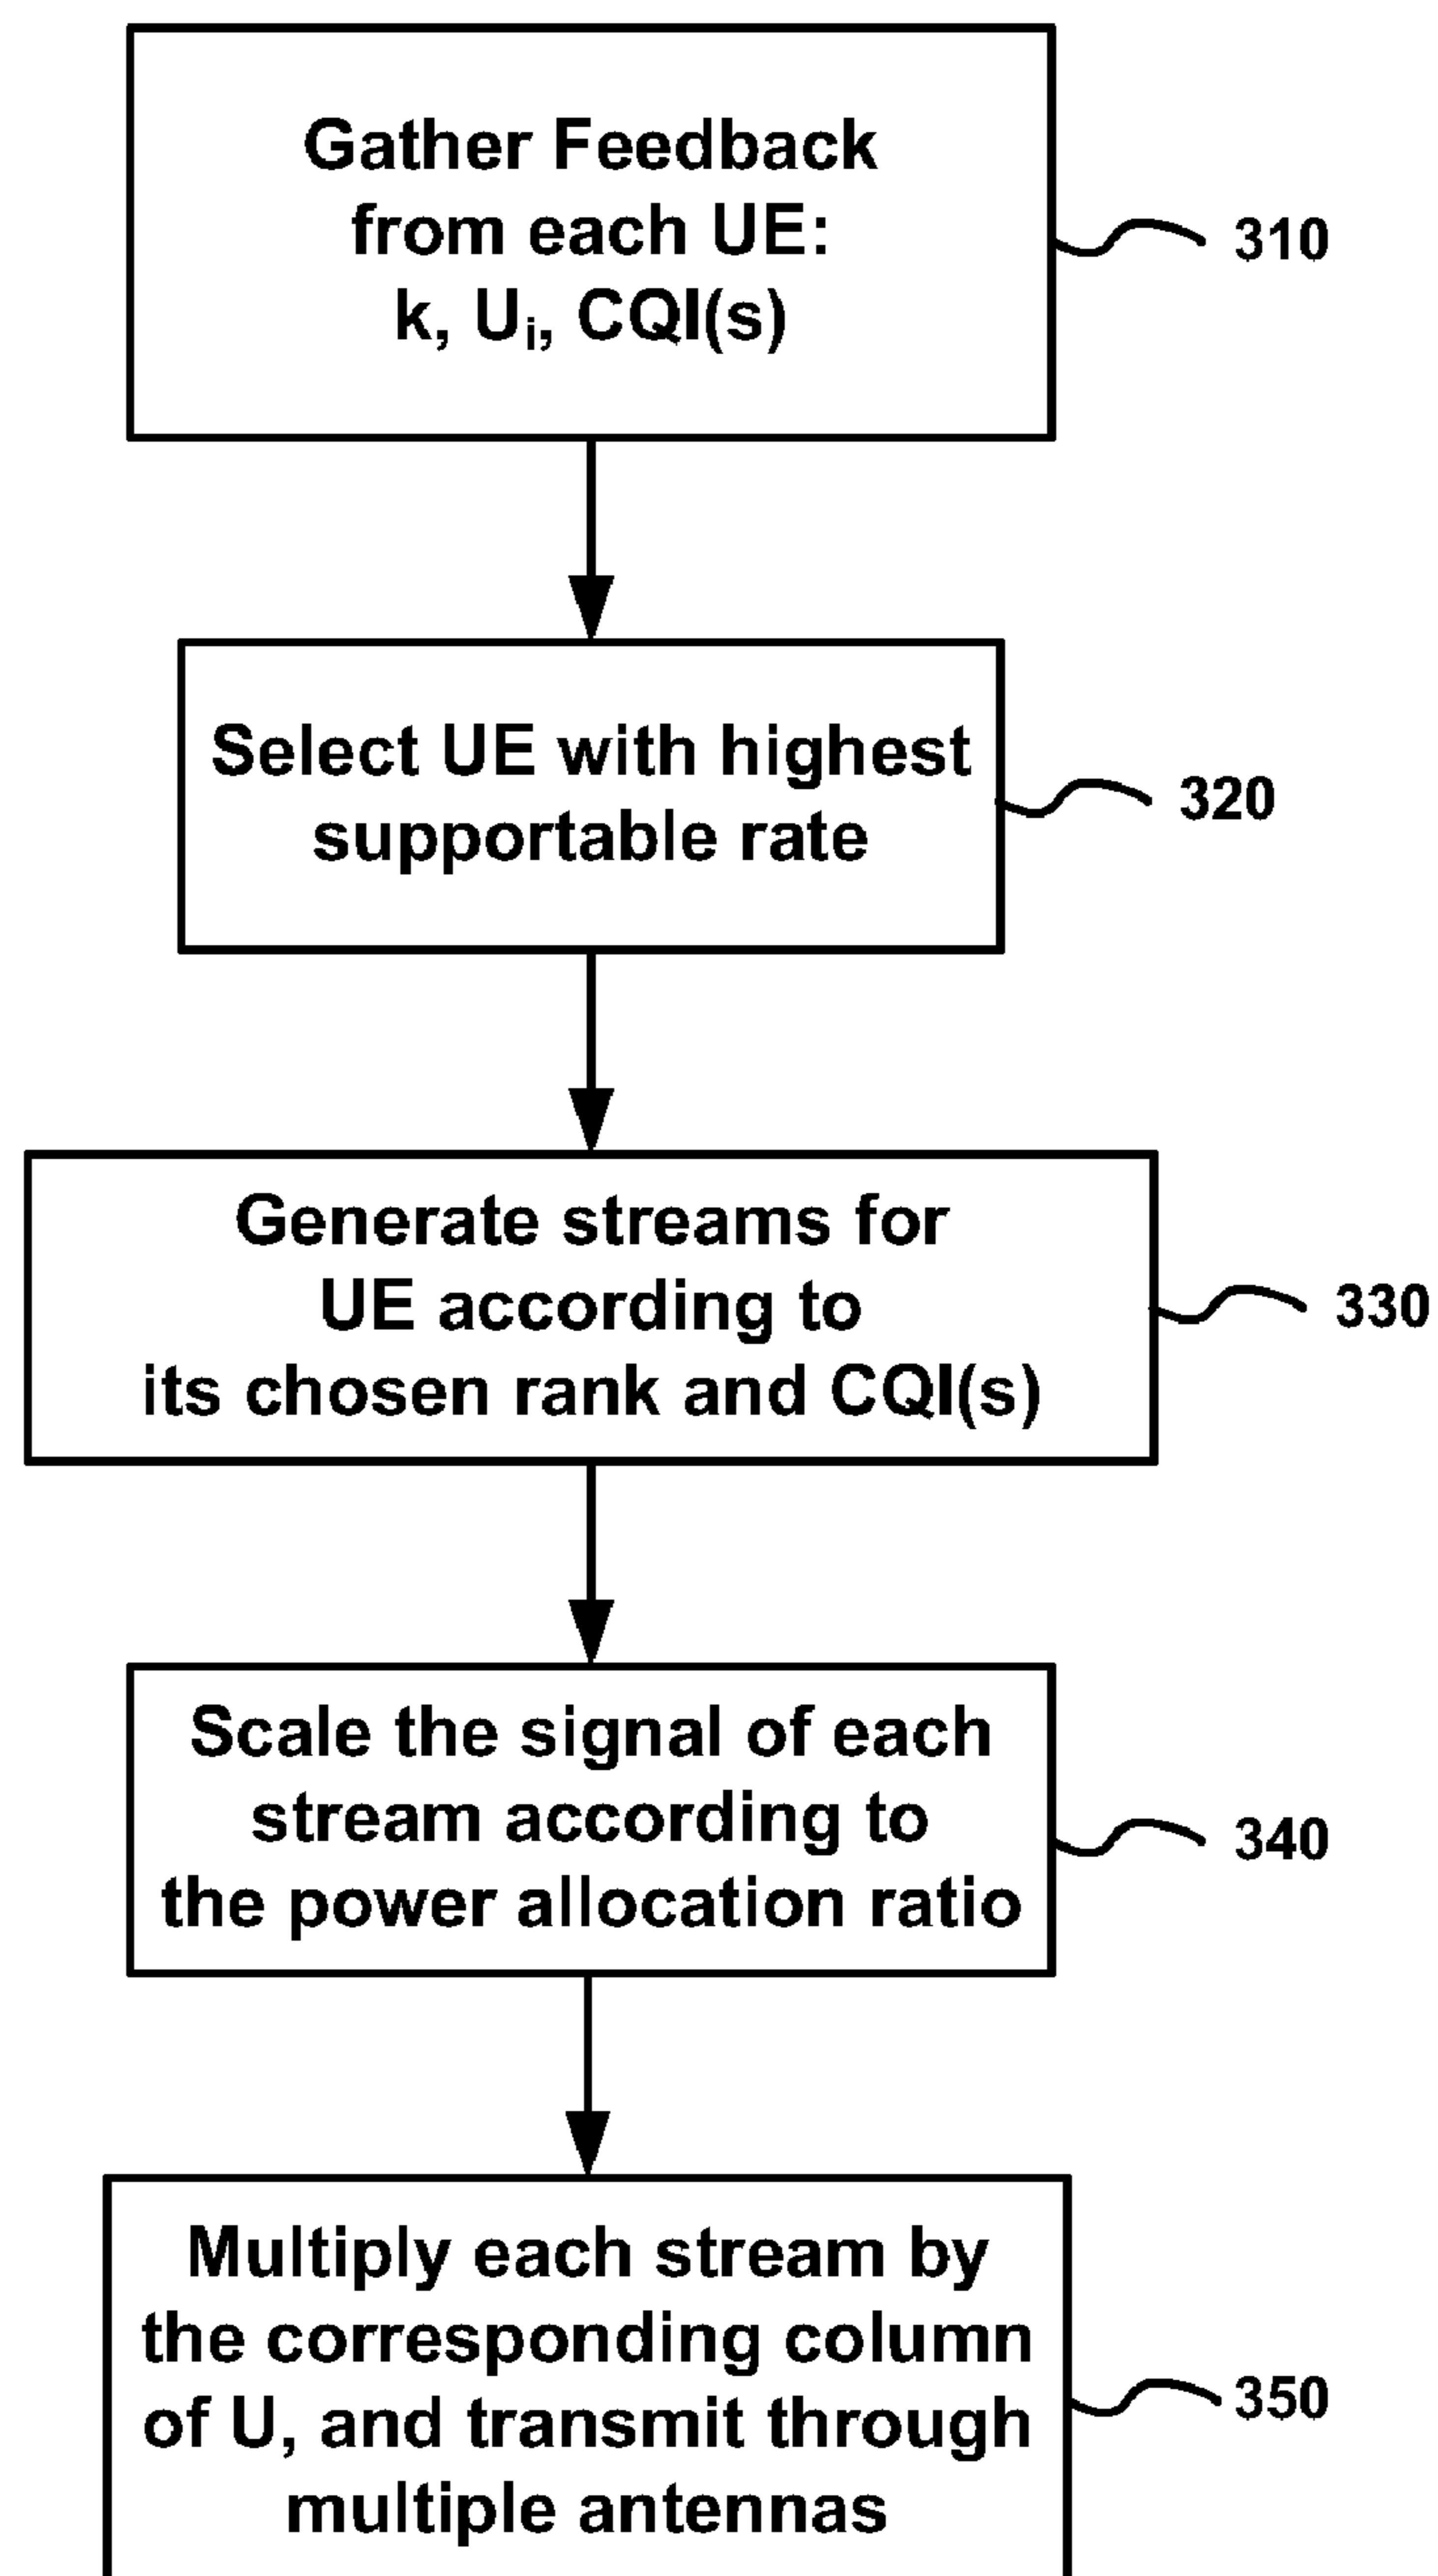 Gather Feedback
from each UE:
k, Uᵢ, CQI(s)
310
Select UE with highest
supportable rate
320
Generate streams for
UE according to
its chosen rank and CQI(s)
330
Scale the signal of each
stream according to
the power allocation ratio
340
Multiply each stream by
the corresponding column
of U, and transmit through
multiple antennas
350